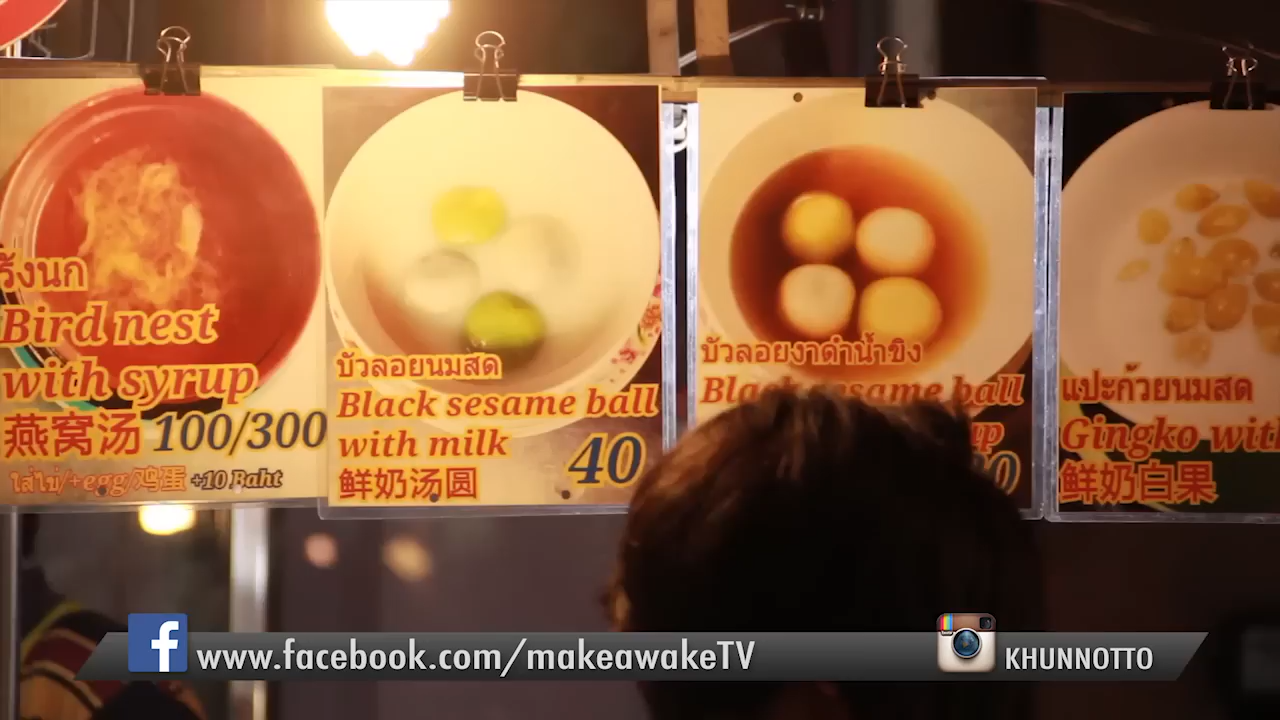 รังนก
Bird nest
with syrup
燕窝汤 100/300
ใส่ไข่/+egg/鸡蛋 +10 Baht
บัวลอยนมสด
Black sesame ball
with milk
鲜奶汤圆 40
บัวลอยงาดำน้ำขิง
Black sesame ball
แปะก๊วยนมสด
Gingko with
鲜奶白果
www.facebook.com/makeawakeTV
KHUNNOTTO